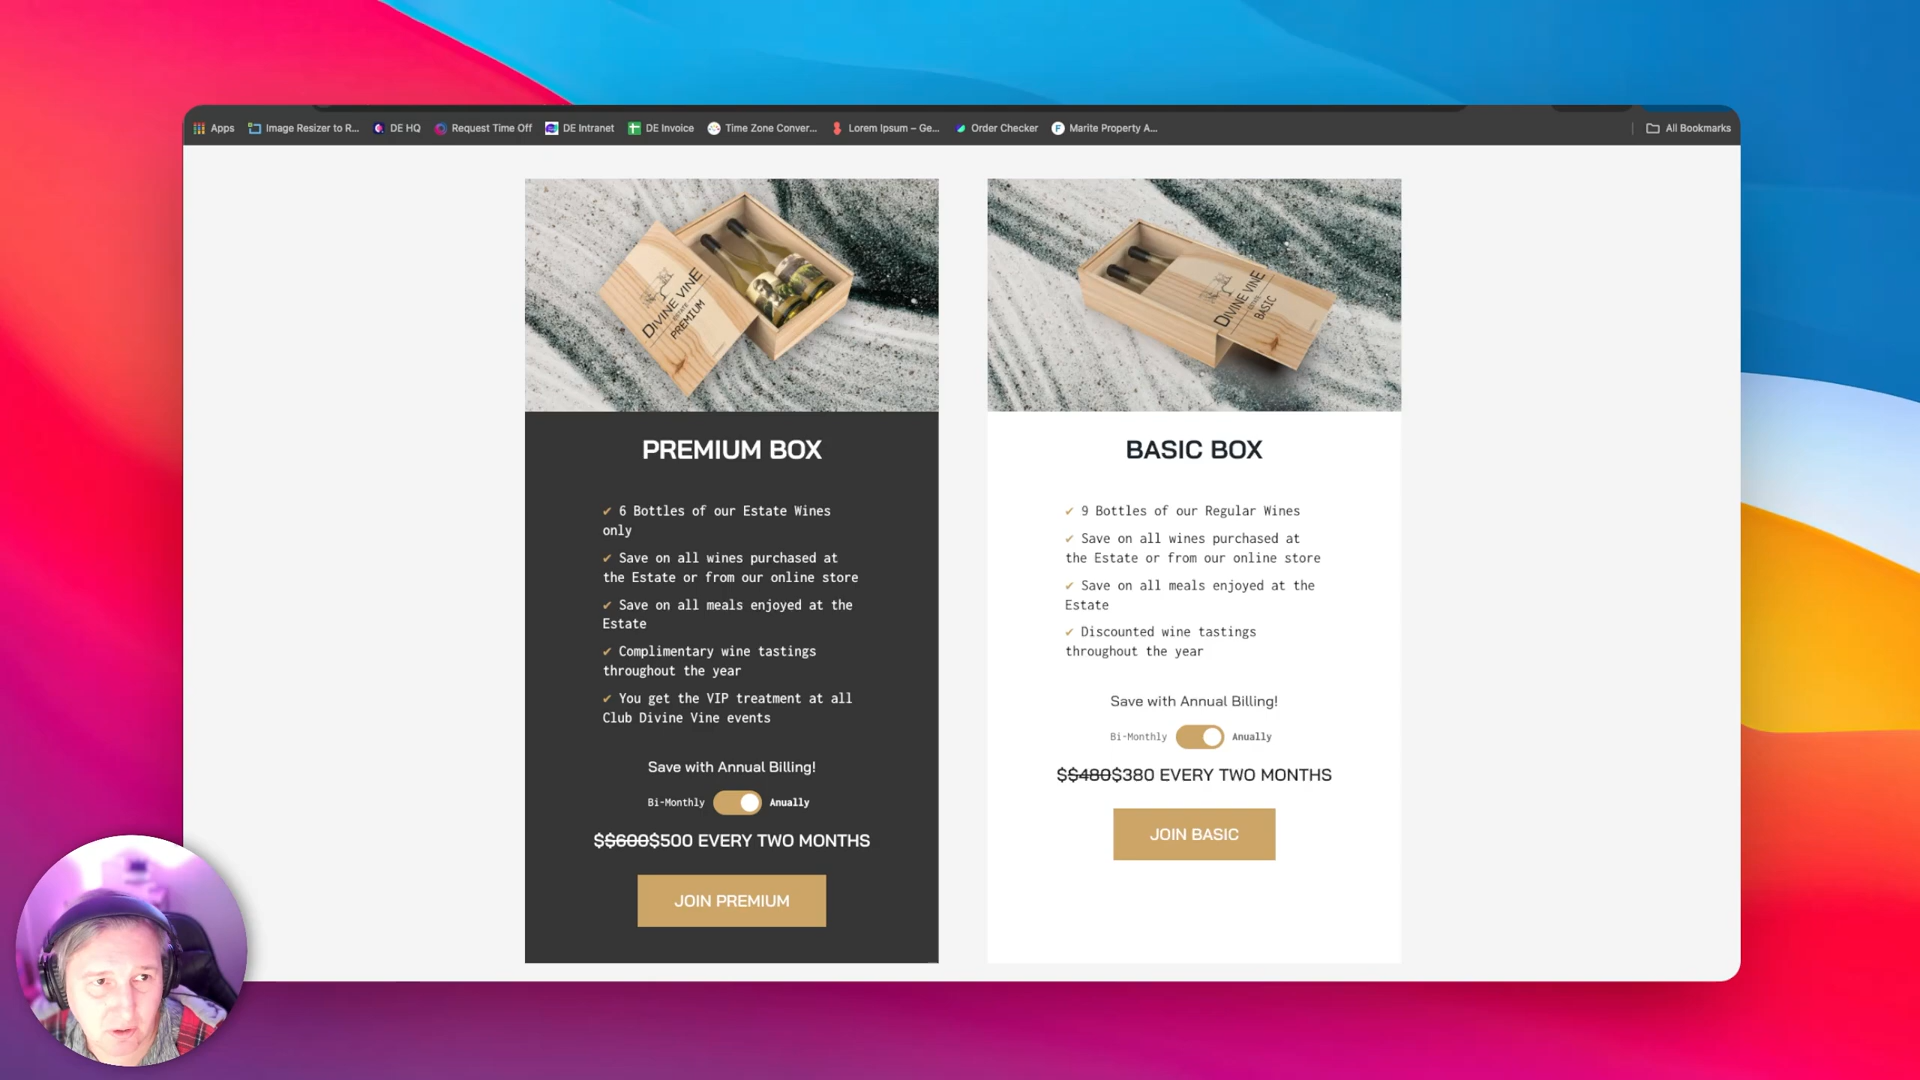 Apps Image Resizer to R... DE HQ Request Time Off DE Intranet DE Invoice Time Zone Conver... Lorem Ipsum – Ge... Order Checker Marite Property A... All Bookmarks
DIVINE VINE
ESTATE
PREMIUM
DIVINE VINE
ESTATE
BASIC
PREMIUM BOX
✔ 6 Bottles of our Estate Wines
only
✔ Save on all wines purchased at
the Estate or from our online store
✔ Save on all meals enjoyed at the
Estate
✔ Complimentary wine tastings
throughout the year
✔ You get the VIP treatment at all
Club Divine Vine events
Save with Annual Billing!
Bi-Monthly Anually
$$600$500 EVERY TWO MONTHS
JOIN PREMIUM
BASIC BOX
✔ 9 Bottles of our Regular Wines
✔ Save on all wines purchased at
the Estate or from our online store
✔ Save on all meals enjoyed at the
Estate
✔ Discounted wine tastings
throughout the year
Save with Annual Billing!
Bi-Monthly Anually
$$480$380 EVERY TWO MONTHS
JOIN BASIC